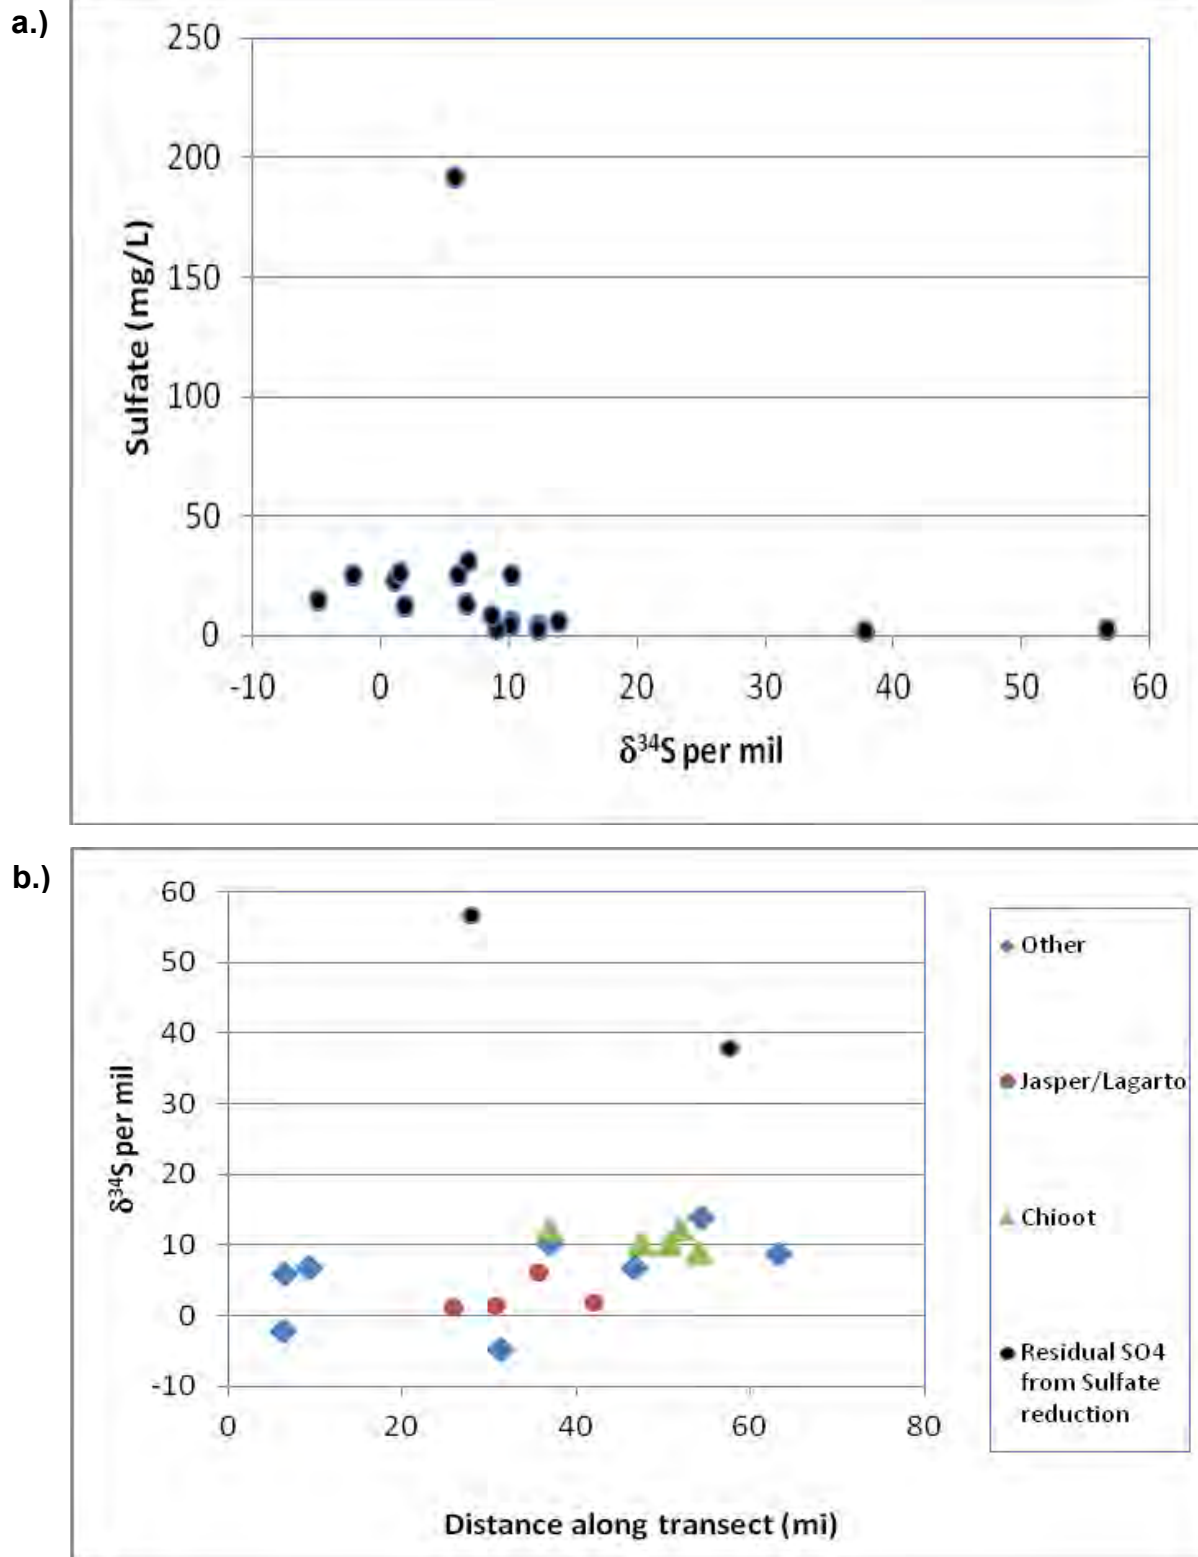 a.)
250
200
150
100
50
0
Sulfate (mg/L)
-10 0 10 20 30 40 50 60
δ³⁴S per mil
b.)
60
50
40
30
20
10
0
-10
δ³⁴S per mil
0 20 40 60 80
Distance along transect (mi)
Other
Jasper/Lagarto
Chioot
Residual SO4
from Sulfate
reduction